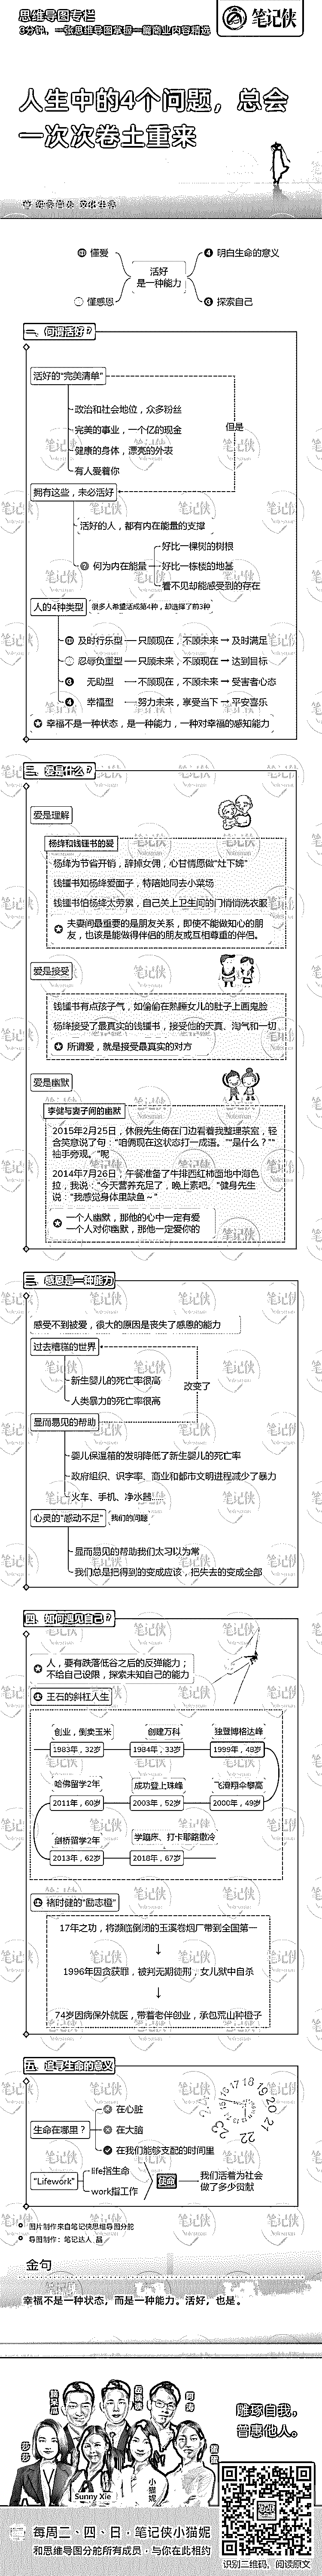 思维导图专栏
3分钟，一张思维导图掌握一篇商业内容精选
笔记侠
人生中的4个问题，总会
一次次卷土重来
懂爱
明白生命的意义
活好
是一种能力
懂感恩
探索自己
一、何谓活好？
活好的“完美清单”
政治和社会地位，众多粉丝
完美的事业，一个亿的现金
但是
健康的身体，漂亮的外表
有人爱着你
拥有这些，未必活好
活好的人，都有内在能量的支撑
好比一棵树的树根
何为内在能量
好比一栋楼的地基
看不见却能感受到的存在
人的4种类型
很多人希望活成第4种，却选择了前3种
及时行乐型
只顾现在，不顾未来
及时满足
忍辱负重型
只顾未来，不顾现在
达到目标
无助型
不顾现在，不顾未来
受害者心态
幸福型
努力未来，享受当下
平安喜乐
幸福不是一种状态，是一种能力，一种对幸福的感知能力
二、爱是什么？
爱是理解
杨绛和钱锺书的爱
杨绛为节省开销，辞掉女佣，心甘情愿做“灶下婢”
钱锺书知杨绛爱面子，特陪她同去小菜场
钱锺书怕杨绛太劳累，自己关上卫生间的门悄悄洗衣服
夫妻间最重要的是朋友关系，即使不能做知心的朋
友，也该是能做得伴侣的朋友或互相尊重的伴侣。
爱是接受
钱锺书有点孩子气，如偷偷在熟睡女儿的肚子上画鬼脸
杨绛接受了最真实的钱锺书，接受他的天真、淘气和一切
所谓爱，就是接受最真实的对方
爱是幽默
李健与妻子间的幽默
2015年2月25日，休假先生倚在门边看着我整理茶室，轻
含笑意说了句：“咱俩现在这状态打一成语。”“是什么？”“
袖手旁观。”呢
2014年7月26日，午餐准备了牛排西红柿面地中海色
拉，我说：“今天营养充足了，晚上素吧。”健身先生
说：“我感觉身体里缺鱼～”
一个人幽默，那他的心中一定有爱
一个人对你幽默，那他一定爱你的
三、感恩是一种能力
感受不到被爱，很大的原因是丧失了感恩的能力
过去糟糕的世界
新生婴儿的死亡率很高
改变了
人类暴力的死亡率很高
显而易见的帮助
婴儿保温箱的发明降低了新生婴儿的死亡率
政府组织、识字率、商业和都市文明进程减少了暴力
火车、手机、净水器……
心灵的“感动不足”
我们的问题
显而易见的帮助我们太习以为常
我们总是把得到的变成应该，把失去的变成全部
四、如何遇见自己？
人，要有跌落低谷之后的反弹能力；
不给自己设限，探索未知自己的能力
王石的斜杠人生
创业，倒卖玉米
创建万科
独登博格达峰
1983年，32岁
1984年，33岁
1999年，48岁
哈佛留学2年
成功登上珠峰
飞滑翔伞攀高
2011年，60岁
2003年，52岁
2000年，49岁
剑桥留学2年
2013年，62岁
2018年，67岁
褚时健的“励志橙”
17年之功，将濒临倒闭的玉溪卷烟厂带到全国第一
1996年因贪获罪，被判无期徒刑，女儿狱中自杀
74岁因病保外就医，带着老伴创业，承包荒山种橙子
五、追寻生命的意义
在心脏
生命在哪里？
在大脑
在我们能够支配的时间里
“Lifework”
life指生命
work指工作
使命
我们活着为社会
做了多少贡献
图片制作来自笔记侠思维导图分舵
金句
幸福不是一种状态，而是一种能力。活好，也是。
雕琢自我，
普惠他人。
Sunny Xie
小猫妮
每周二、四、日·笔记侠小猫妮
和思维导图分舵所有成员·与你在此相约
识别二维码，阅读原文